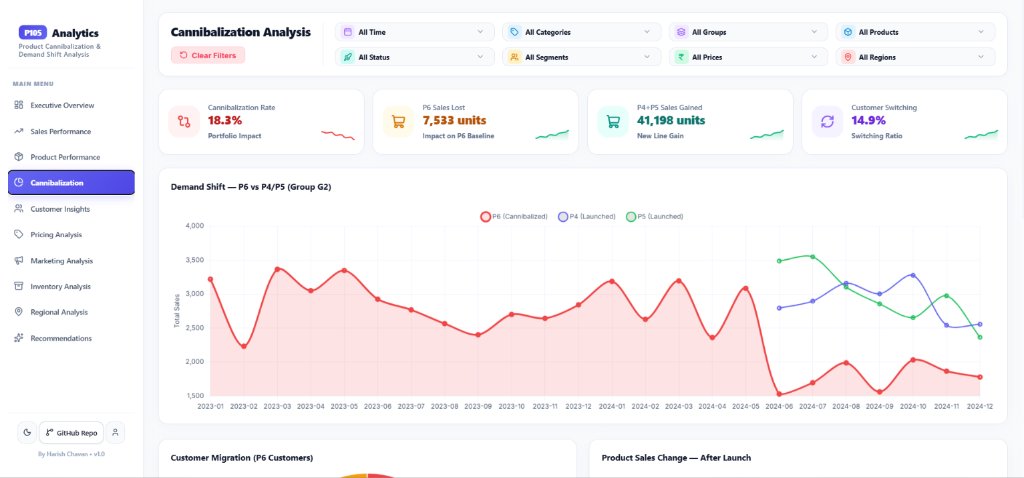 P105 Analytics
Product Cannibalization &
Demand Shift Analysis
MAIN MENU
Executive Overview
Sales Performance
Product Performance
Cannibalization
Customer Insights
Pricing Analysis
Marketing Analysis
Inventory Analysis
Regional Analysis
Recommendations
GitHub Repo
By Harish Chavan • v1.0
Cannibalization Analysis
Clear Filters
All Time
All Categories
All Groups
All Products
All Status
All Segments
₹ All Prices
All Regions
Cannibalization Rate
18.3%
Portfolio Impact
P6 Sales Lost
7,533 units
Impact on P6 Baseline
P4+P5 Sales Gained
41,198 units
New Line Gain
Customer Switching
14.9%
Switching Ratio
Demand Shift — P6 vs P4/P5 (Group G2)
P6 (Cannibalized) P4 (Launched) P5 (Launched)
Total Sales
4,000
3,500
3,000
2,500
2,000
1,500
2023-01 2023-02 2023-03 2023-04 2023-05 2023-06 2023-07 2023-08 2023-09 2023-10 2023-11 2023-12 2024-01 2024-02 2024-03 2024-04 2024-05 2024-06 2024-07 2024-08 2024-09 2024-10 2024-11 2024-12
Customer Migration (P6 Customers)
Product Sales Change — After Launch